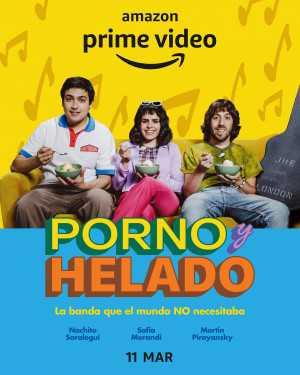 amazon
prime video
LONDON
PORNO y
HELADO
La banda que el mundo NO necesitaba
Nachito Saralegui
Sofía Morandi
Martín Piroyansky
11 MAR